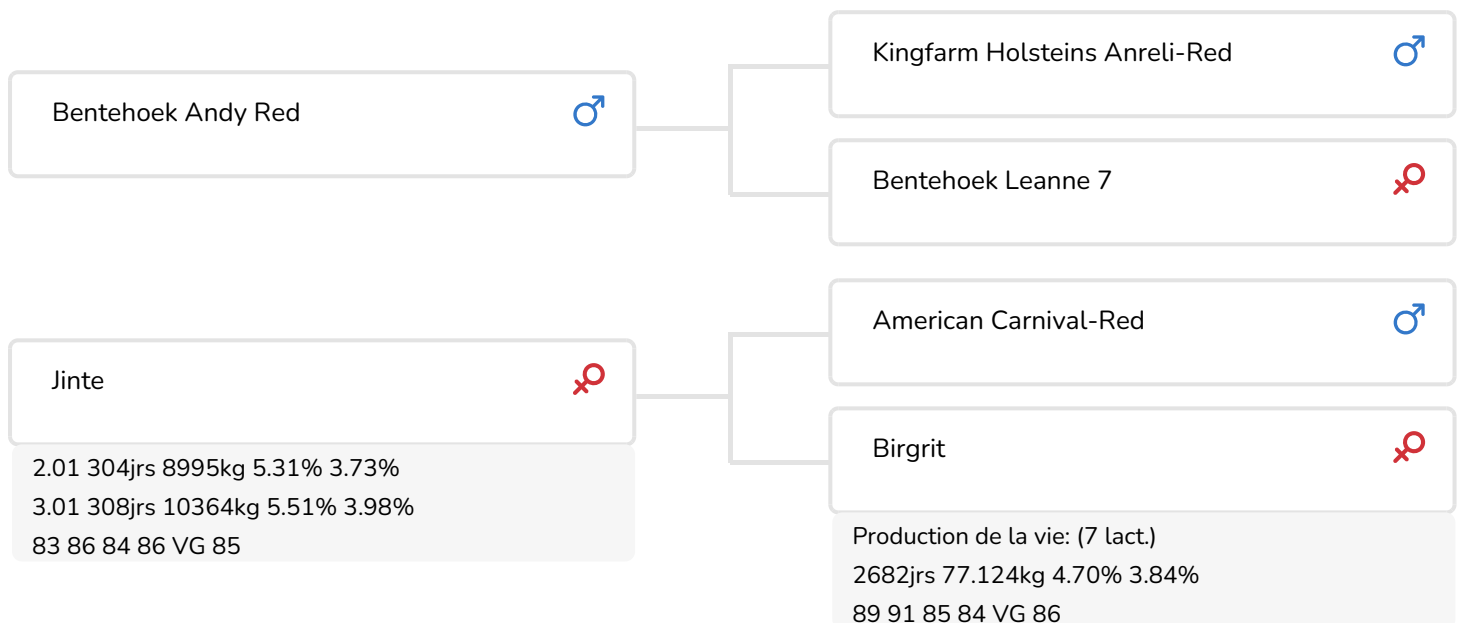 Bentehoek Andy Red
Kingfarm Holsteins Anreli-Red
Bentehoek Leanne 7
Jinte
2.01 304jrs 8995kg 5.31% 3.73%
3.01 308jrs 10364kg 5.51% 3.98%
83 86 84 86 VG 85
American Carnival-Red
Birgrit
Production de la vie: (7 lact.)
2682jrs 77.124kg 4.70% 3.84%
89 91 85 84 VG 86